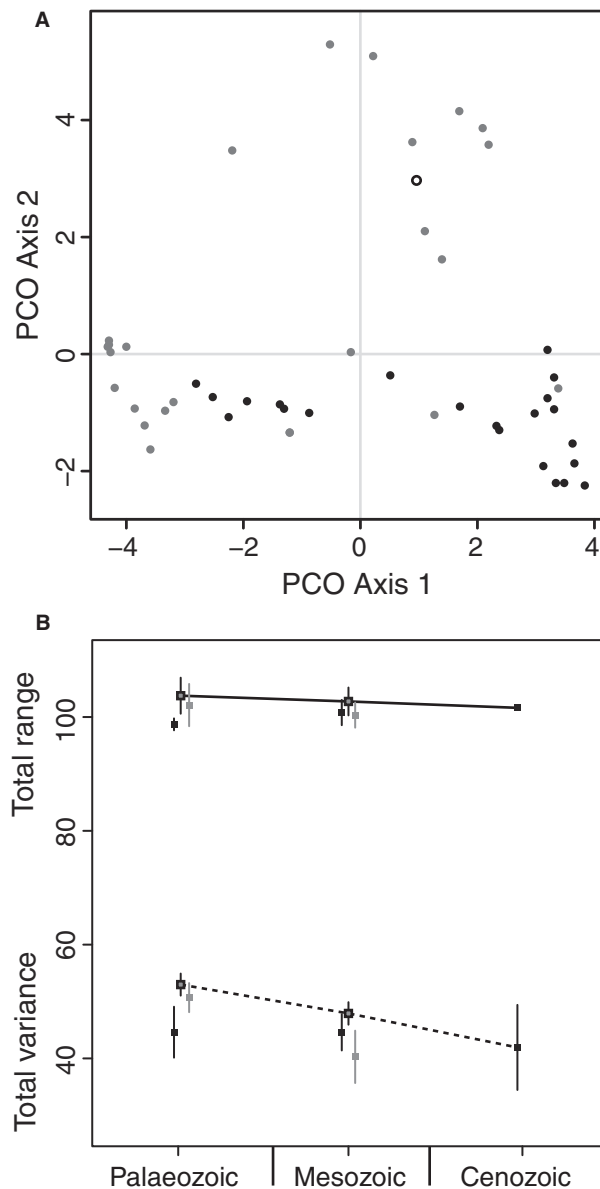 A
4
2
0
−2
PCO Axis 2
−4 −2 0 2 4
PCO Axis 1
B
100
80
60
40
Total range
Total variance
Palaeozoic Mesozoic Cenozoic